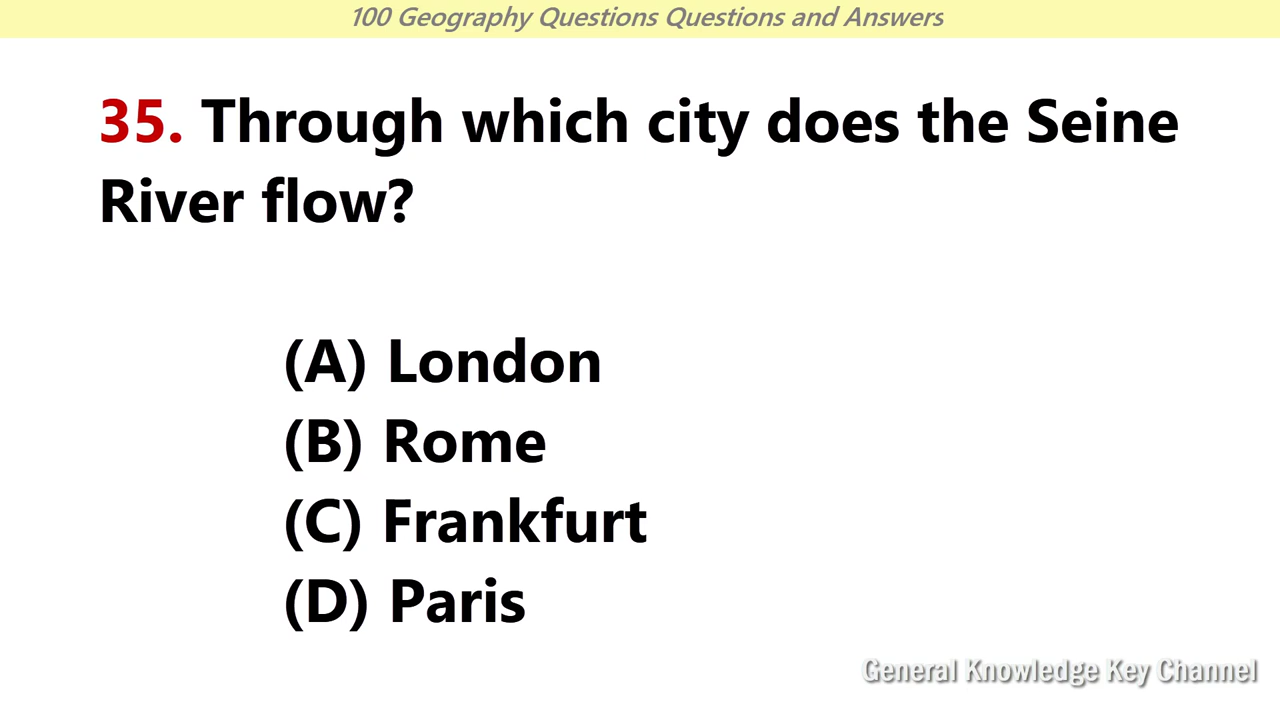 100 Geography Questions Questions and Answers
35. Through which city does the Seine
River flow?
(A) London
(B) Rome
(C) Frankfurt
(D) Paris
General Knowledge Key Channel